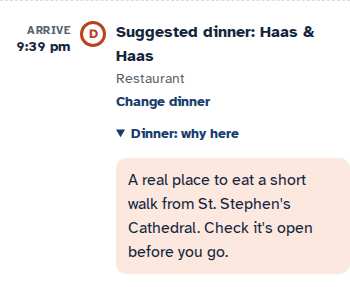 ARRIVE
9:39 pm
D
Suggested dinner: Haas &
Haas
Restaurant
Change dinner
▼ Dinner: why here
A real place to eat a short
walk from St. Stephen's
Cathedral. Check it's open
before you go.